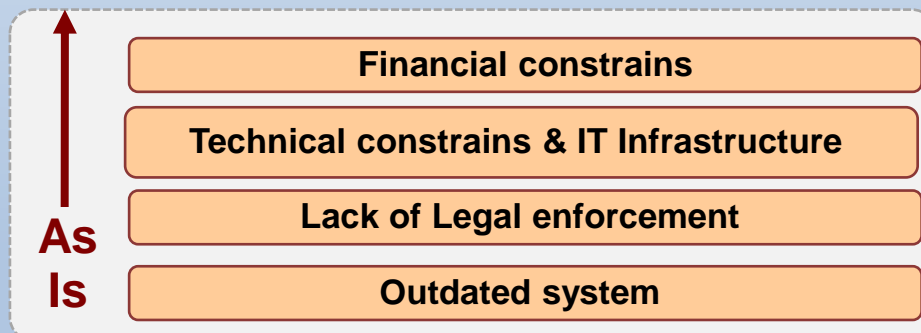 Financial constrains
Technical constrains & IT Infrastructure
Lack of Legal enforcement
As
Is
Outdated system